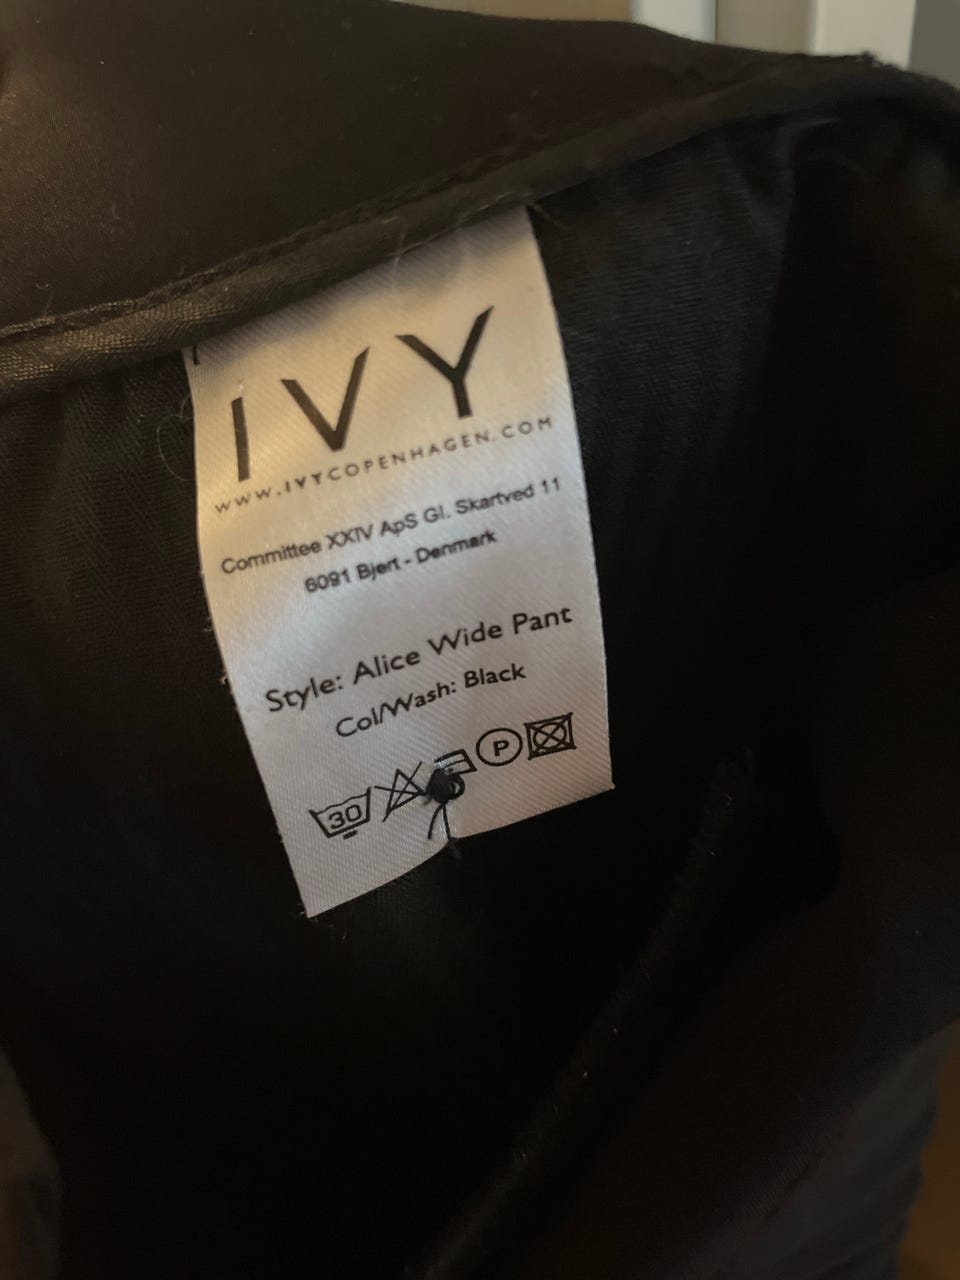 IVY
WWW.IVYCOPENHAGEN.COM
Committee XXIV ApS Gl. Skartved 11
6091 Bjert - Denmark
Style: Alice Wide Pant
Col/Wash: Black
30 P